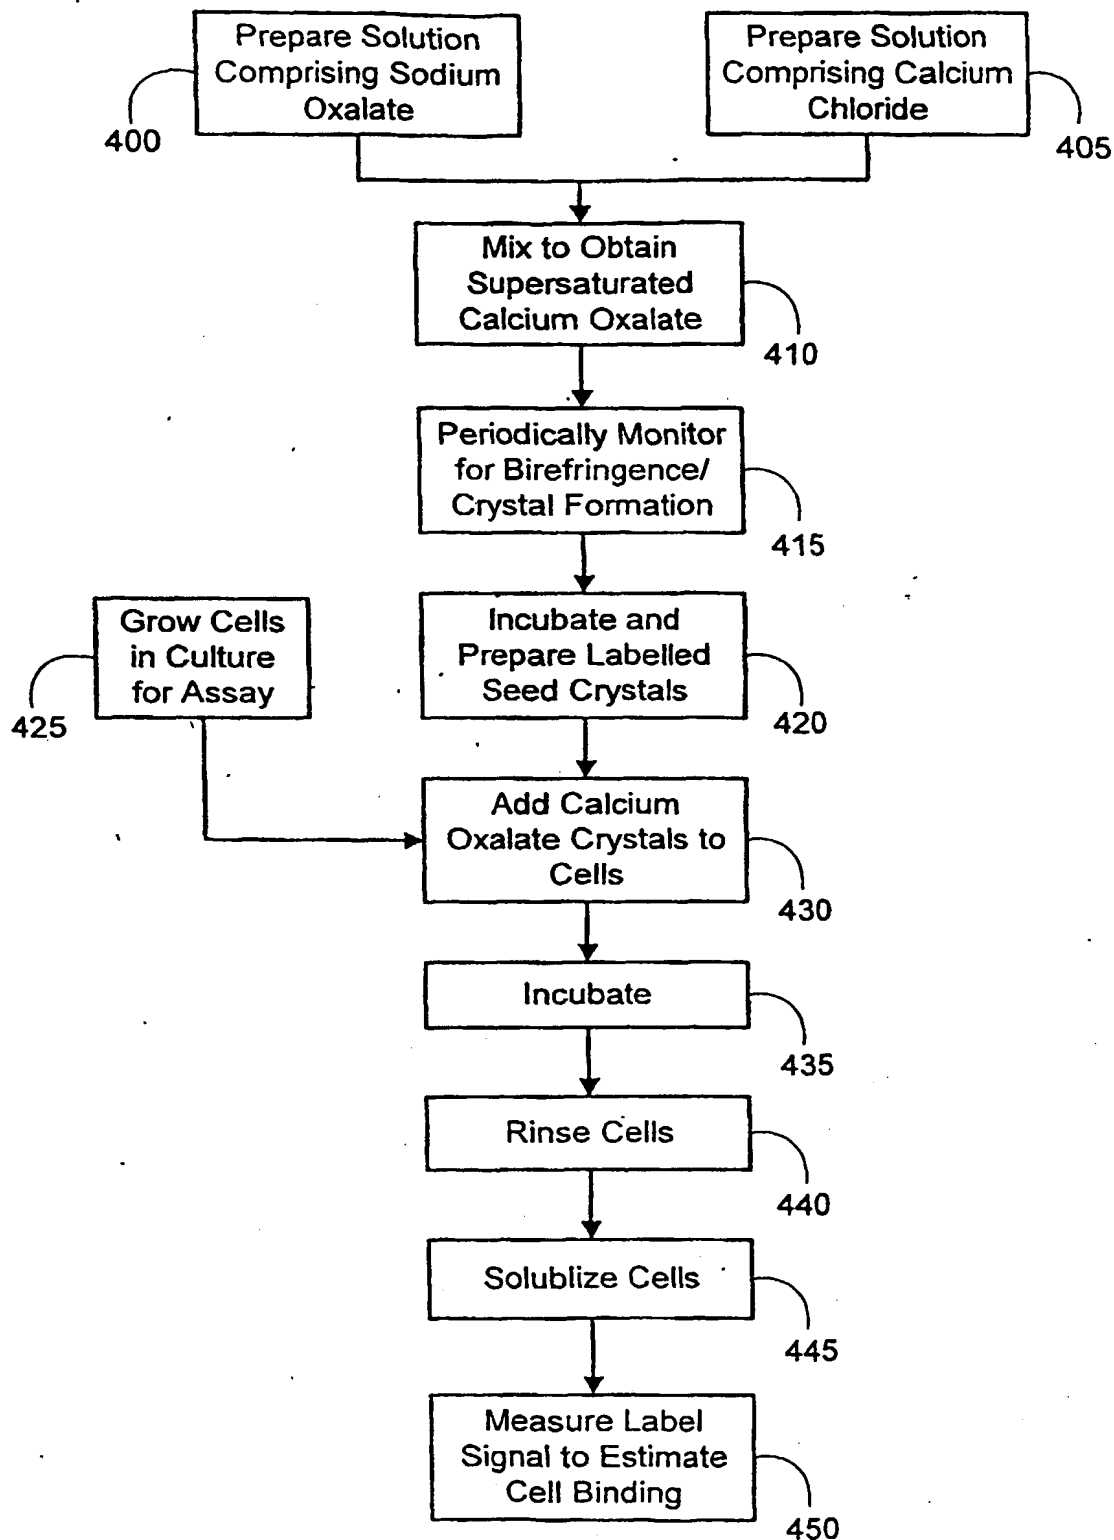 Prepare Solution
Comprising Sodium
Oxalate
400
Prepare Solution
Comprising Calcium
Chloride
405
Mix to Obtain
Supersaturated
Calcium Oxalate
410
Periodically Monitor
for Birefringence/
Crystal Formation
415
Grow Cells
in Culture
for Assay
425
Incubate and
Prepare Labelled
Seed Crystals
420
Add Calcium
Oxalate Crystals to
Cells
430
Incubate
435
Rinse Cells
440
Solublize Cells
445
Measure Label
Signal to Estimate
Cell Binding
450